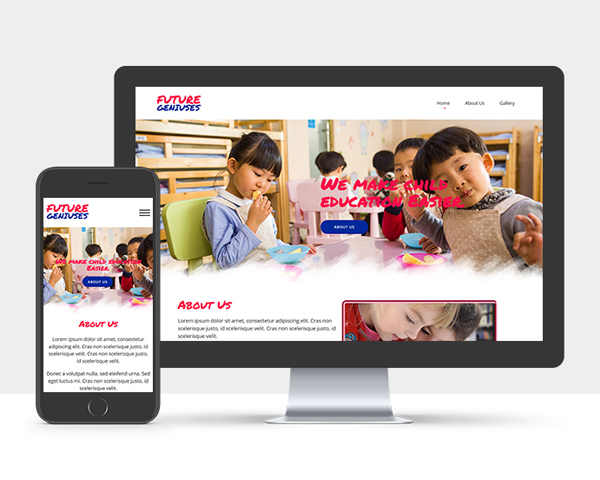 FUTURE
GENIUSES
Home About Us Gallery
We make child
education Easier.
ABOUT US
About Us
Lorem ipsum dolor sit amet, consectetur adipiscing elit. Cras non
scelerisque justo, id scelerisque velit. Cras non scelerisque justo, id
scelerisque velit.
FUTURE
GENIUSES
We make child education
Easier.
ABOUT US
About Us
Lorem ipsum dolor sit amet, consectetur
adipiscing elit. Cras non scelerisque justo, id
scelerisque velit. Cras non scelerisque justo,
id scelerisque velit.
Donec a volutpat nulla, sed eleifend urna. Sed
eget luctus mi. Cras non scelerisque justo, id
scelerisque velit.